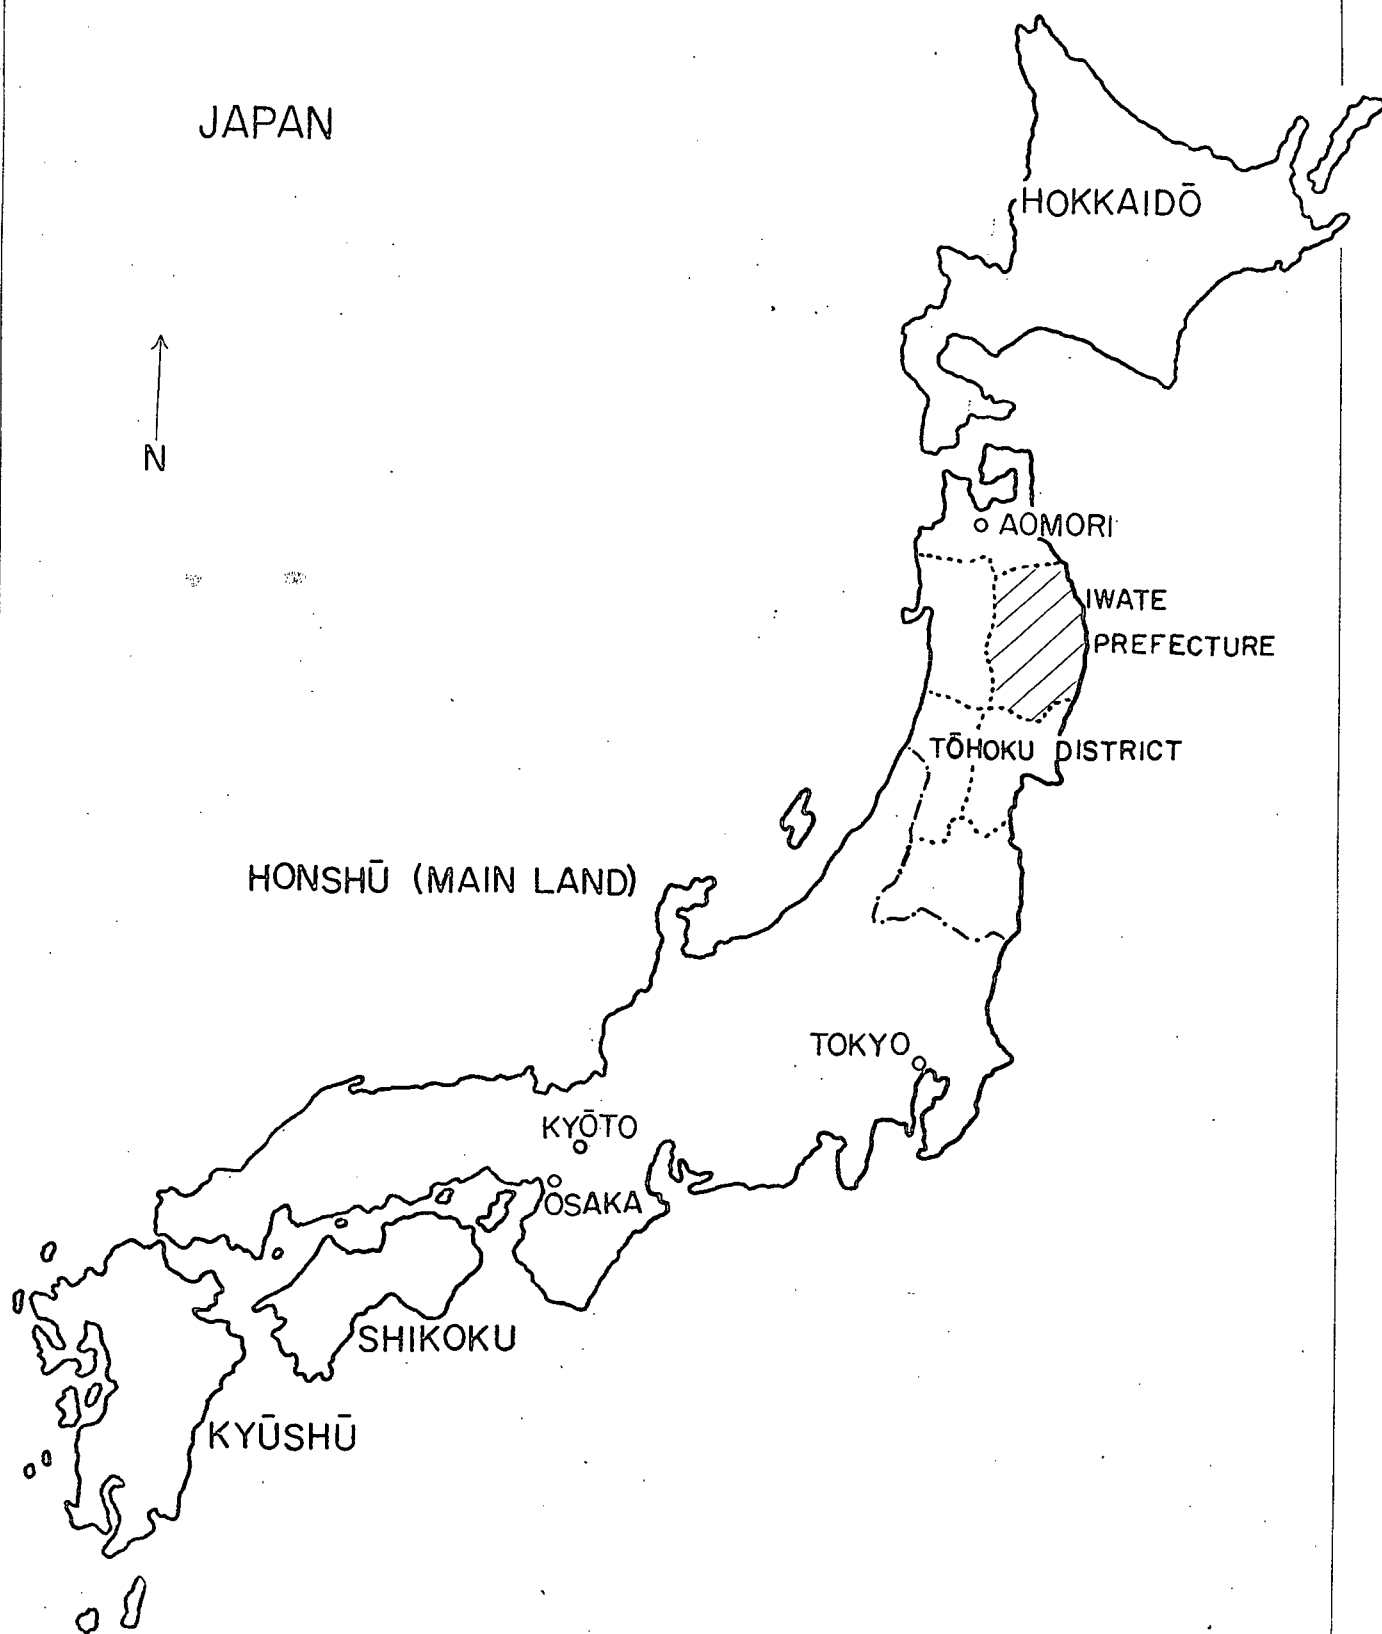 JAPAN
HOKKAIDŌ
N
AOMORI
IWATE
PREFECTURE
TŌHOKU DISTRICT
HONSHŪ (MAIN LAND)
TOKYO
KYŌTO
ŌSAKA
SHIKOKU
KYŪSHŪ